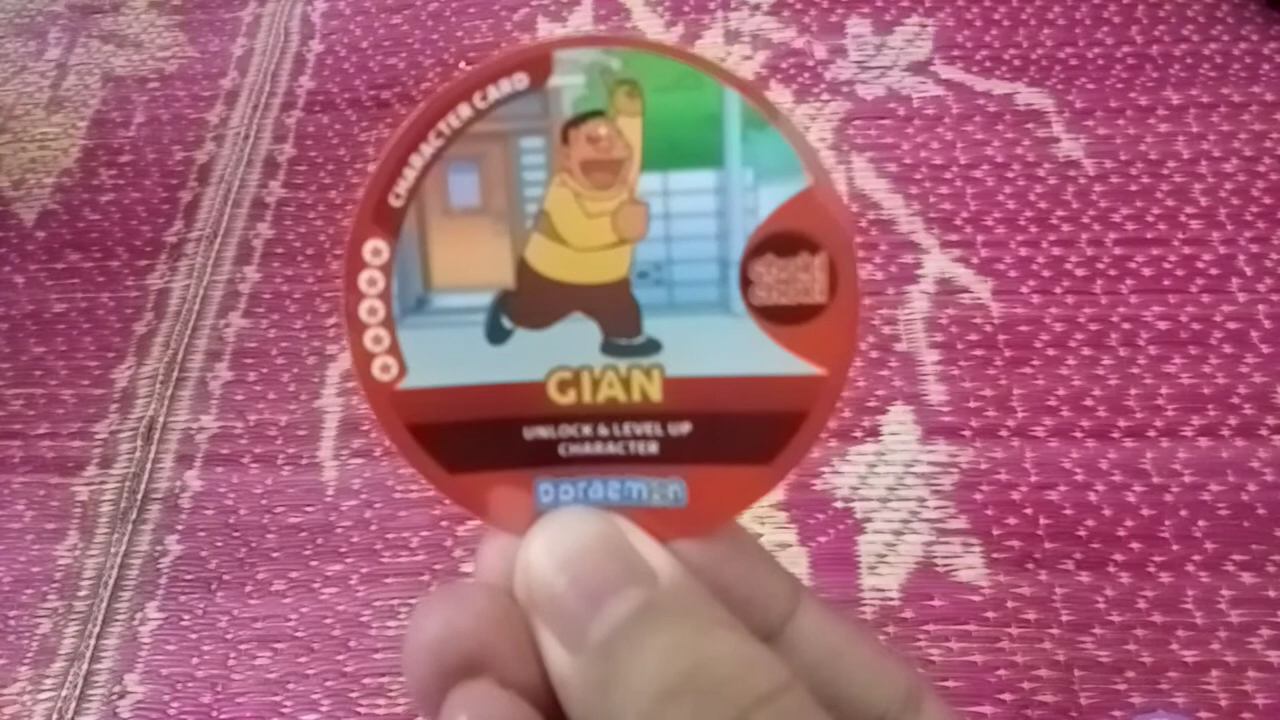 CHARACTER CARD
GIAN
UNLOCK & LEVEL UP
CHARACTER
Doraemon